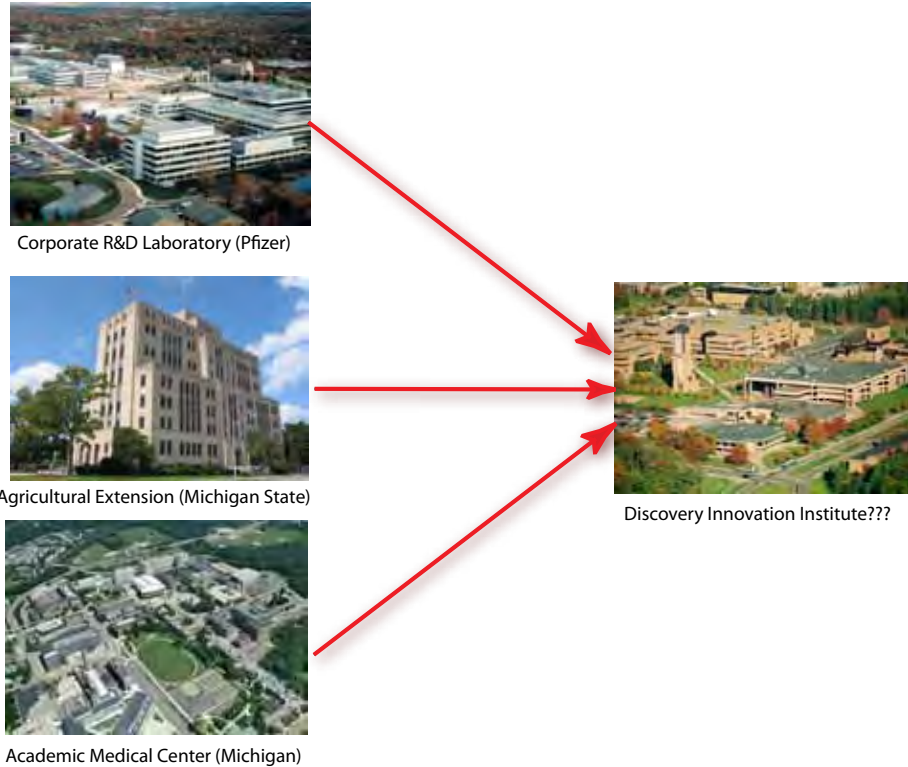 Corporate R&D Laboratory (Pfizer)
Agricultural Extension (Michigan State)
Discovery Innovation Institute???
Academic Medical Center (Michigan)